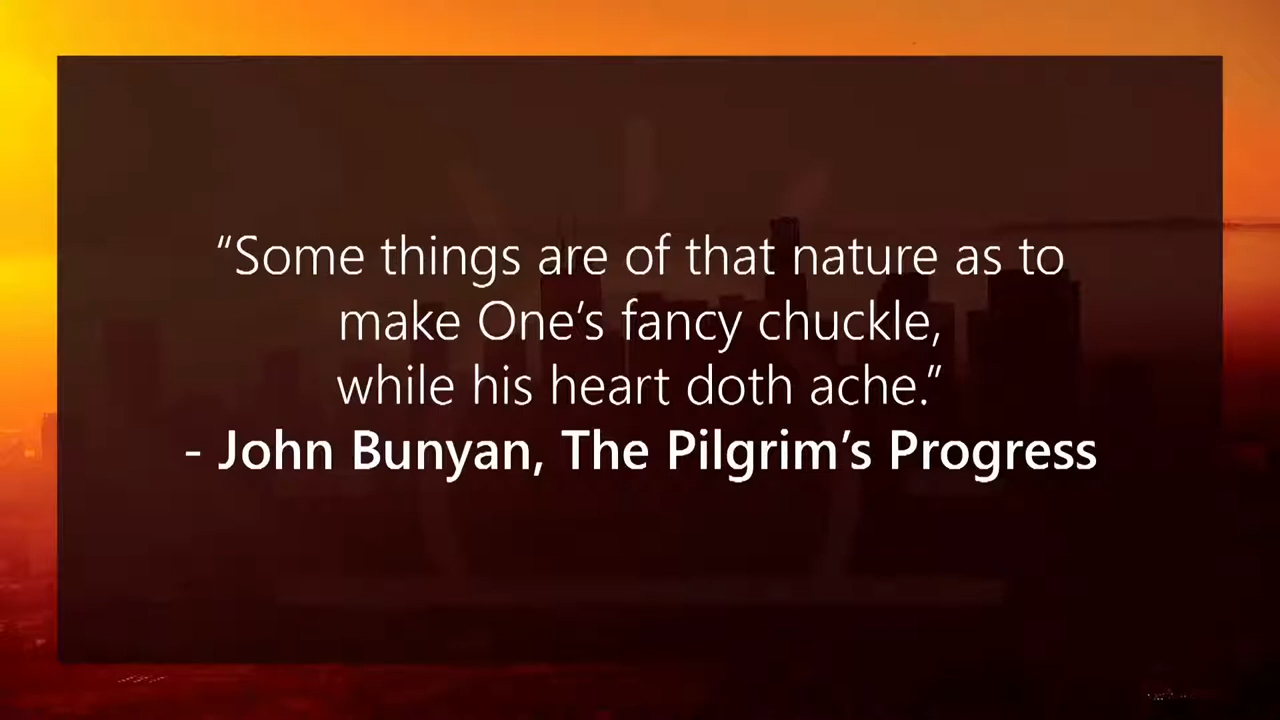 “Some things are of that nature as to
make One’s fancy chuckle,
while his heart doth ache.”
- John Bunyan, The Pilgrim’s Progress